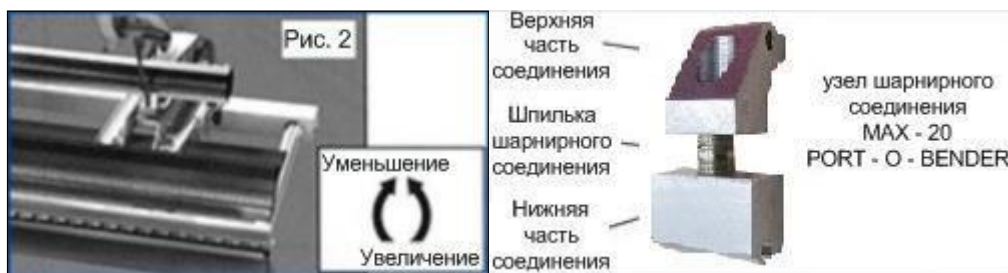 Рис. 2
Уменьшение
Увеличение
Верхняя
часть
соединения
Шпилька
шарнирного
соединения
Нижняя
часть
соединения
узел шарнирного
соединения
MAX - 20
PORT - O - BENDER